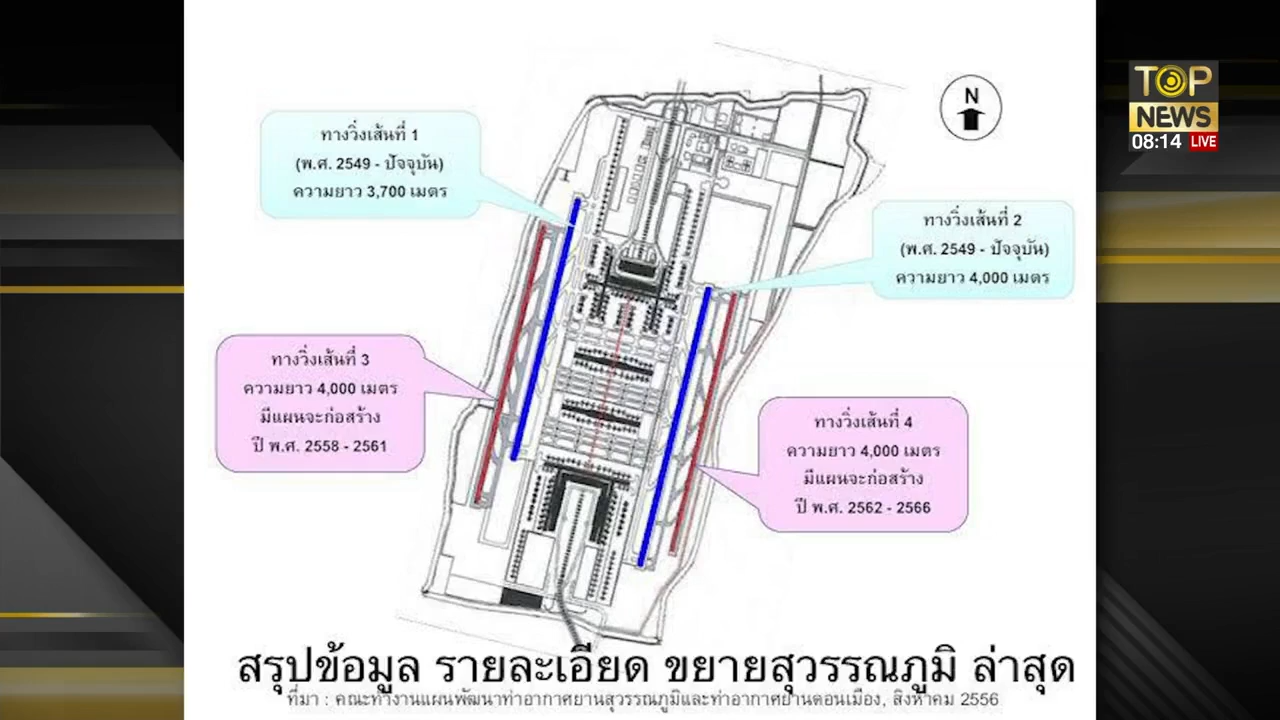 TOP
NEWS
08:14 LIVE
N
ทางวิ่งเส้นที่ 1
(พ.ศ. 2549 - ปัจจุบัน)
ความยาว 3,700 เมตร
ทางวิ่งเส้นที่ 2
(พ.ศ. 2549 - ปัจจุบัน)
ความยาว 4,000 เมตร
ทางวิ่งเส้นที่ 3
ความยาว 4,000 เมตร
มีแผนจะก่อสร้าง
ปี พ.ศ. 2558 - 2561
ทางวิ่งเส้นที่ 4
ความยาว 4,000 เมตร
มีแผนจะก่อสร้าง
ปี พ.ศ. 2562 - 2566
สรุปข้อมูล รายละเอียด ขยายสุวรรณภูมิ ล่าสุด
ที่มา : คณะทำงานแผนพัฒนาท่าอากาศยานสุวรรณภูมิและท่าอากาศยานดอนเมือง, สิงหาคม 2556